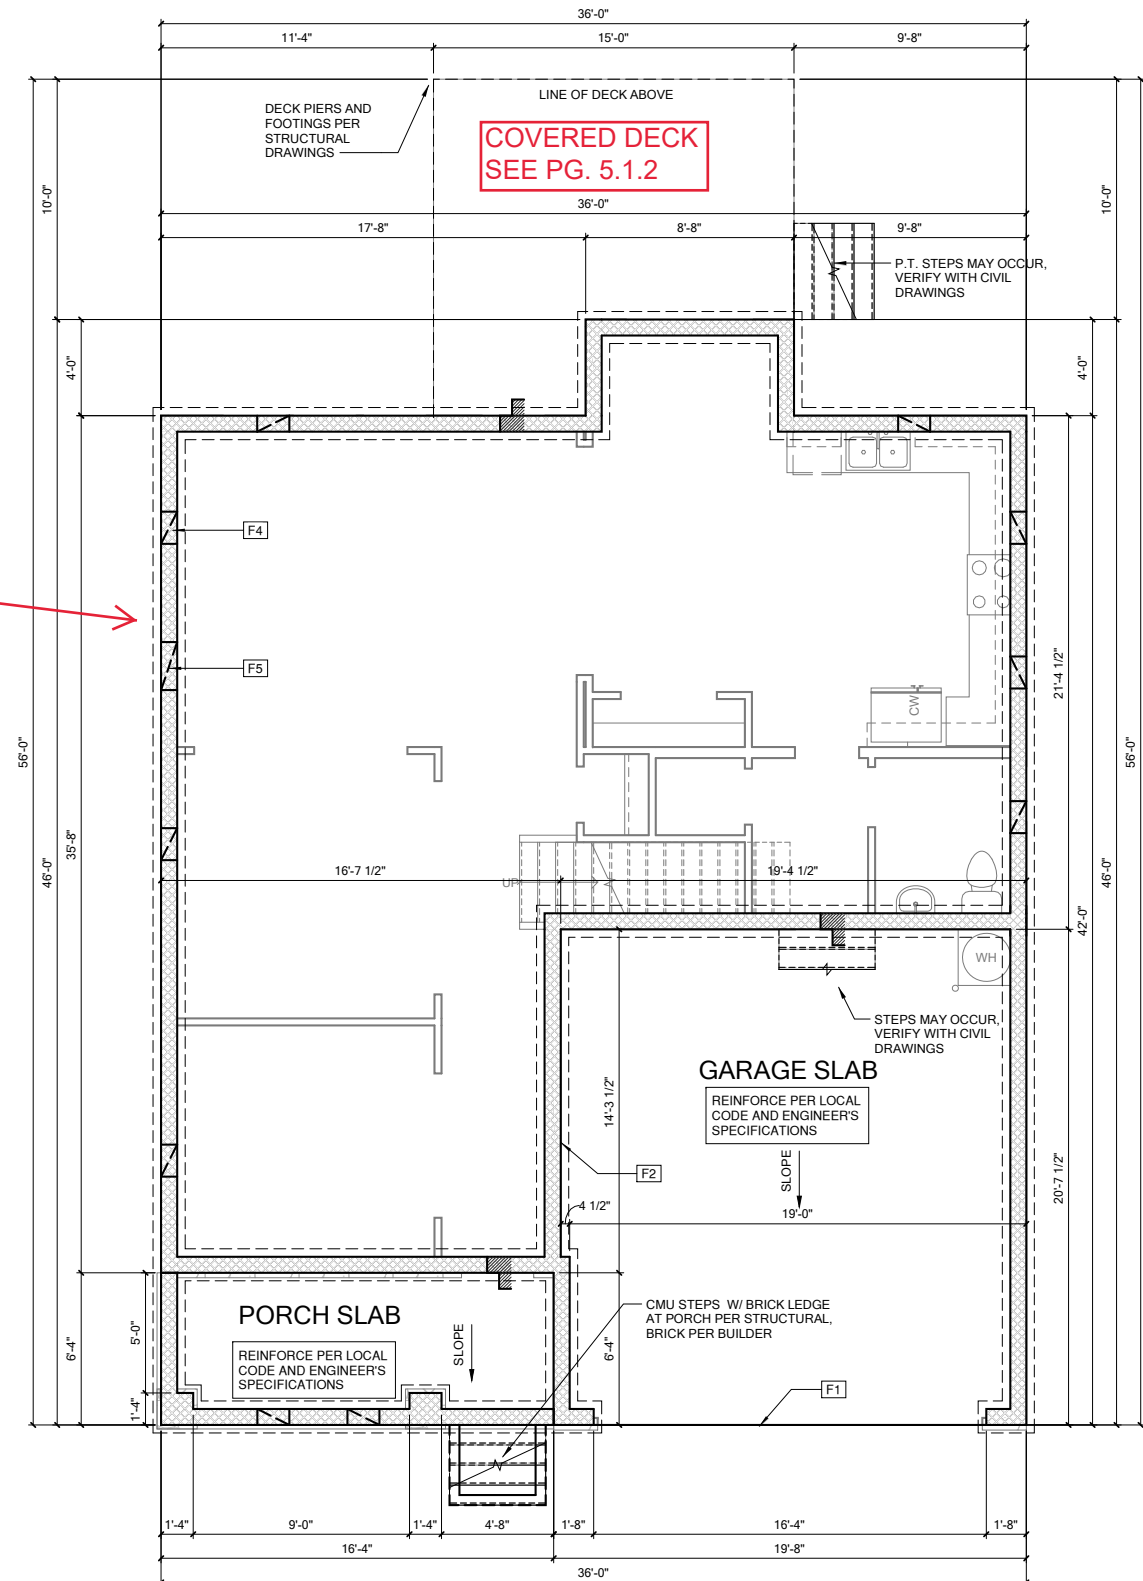 36'-0"
11'-4"
15'-0"
9'-8"
LINE OF DECK ABOVE
DECK PIERS AND
FOOTINGS PER
STRUCTURAL
DRAWINGS
COVERED DECK
SEE PG. 5.1.2
10'-0"
10'-0"
36'-0"
17'-8"
8'-8"
9'-8"
P.T. STEPS MAY OCCUR,
VERIFY WITH CIVIL
DRAWINGS
4'-0"
4'-0"
F4
F5
21'-4 1/2"
CW
56'-0"
46'-0"
35'-8"
56'-0"
46'-0"
42'-0"
16'-7 1/2"
19'-4 1/2"
UP
WH
STEPS MAY OCCUR,
VERIFY WITH CIVIL
DRAWINGS
GARAGE SLAB
REINFORCE PER LOCAL
CODE AND ENGINEER'S
SPECIFICATIONS
14'-3 1/2"
F2
SLOPE
20'-7 1/2"
4 1/2"
19'-0"
CMU STEPS W/ BRICK LEDGE
AT PORCH PER STRUCTURAL,
BRICK PER BUILDER
PORCH SLAB
REINFORCE PER LOCAL
CODE AND ENGINEER'S
SPECIFICATIONS
SLOPE
6'-4"
5'-0"
1'-4"
6'-4"
F1
1'-4"
9'-0"
1'-4"
4'-8"
1'-8"
16'-4"
1'-8"
16'-4"
19'-8"
36'-0"